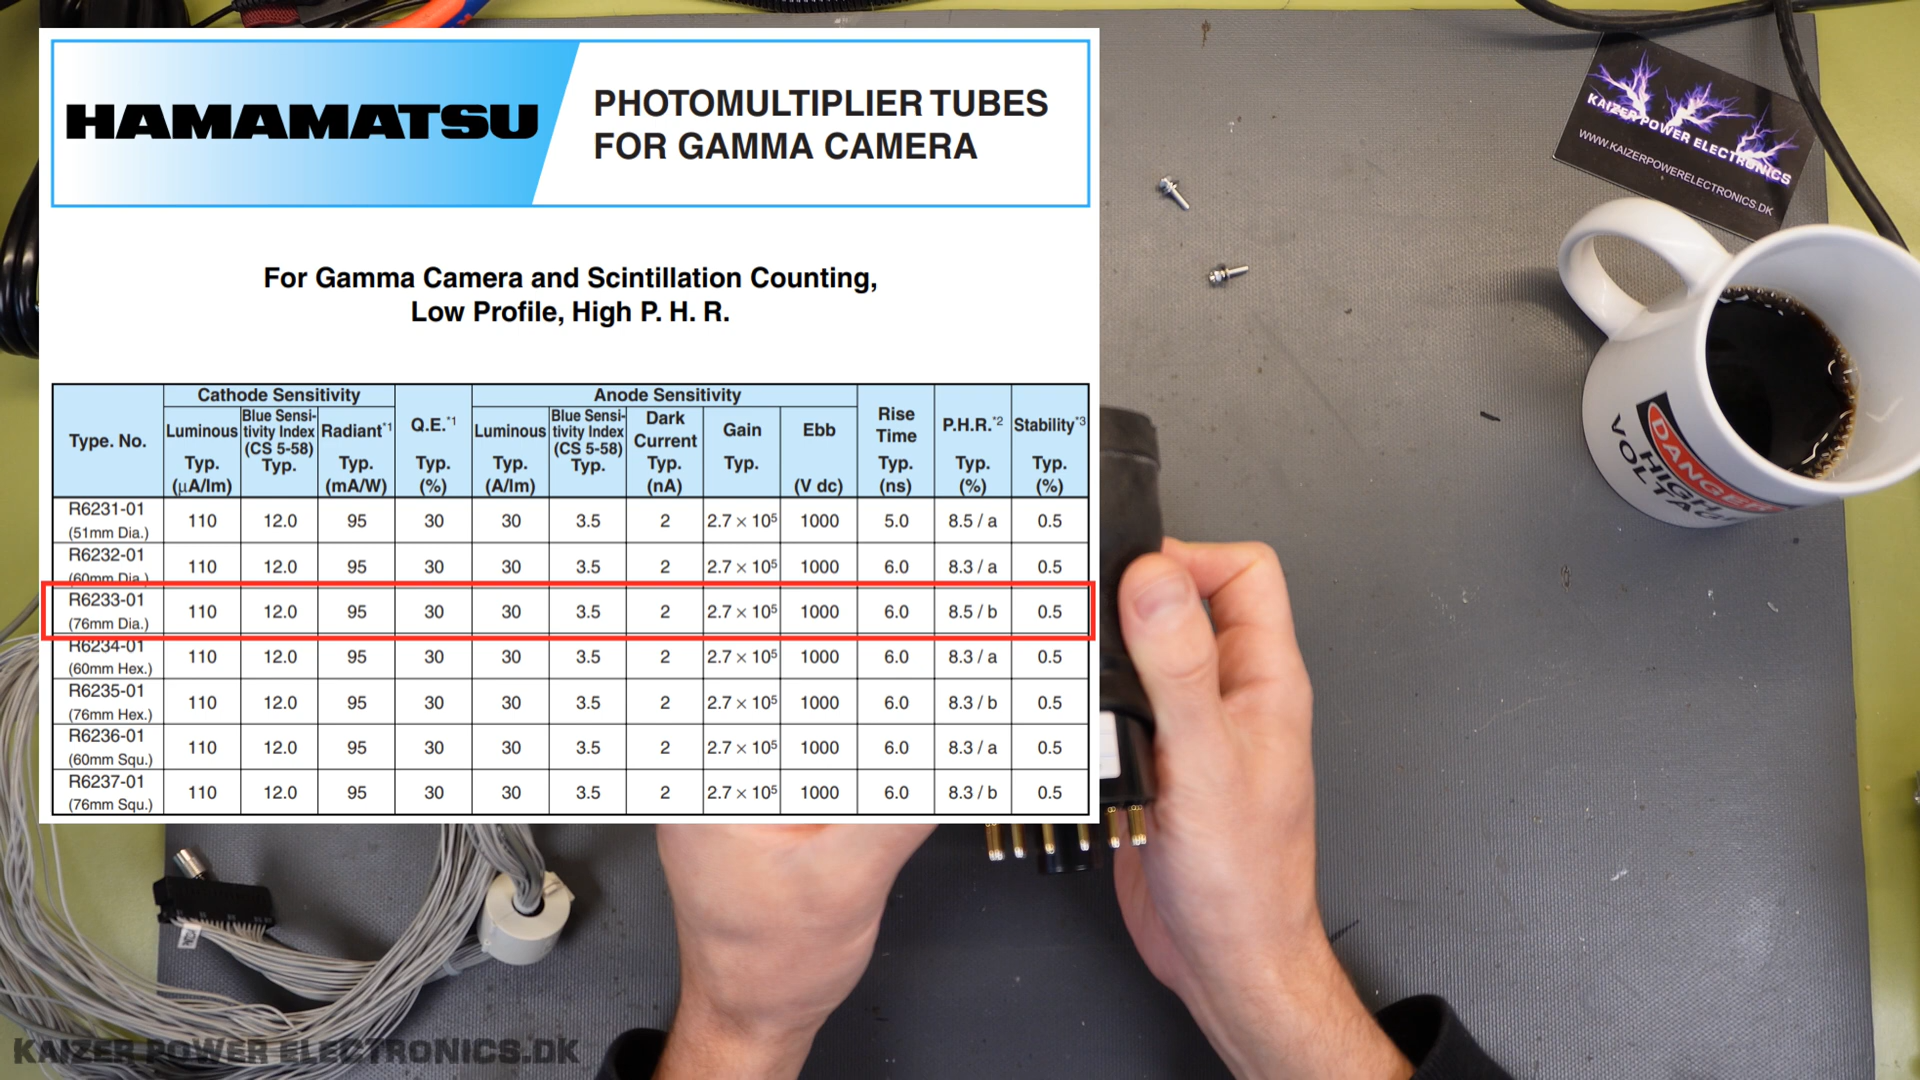 HAMAMATSU
PHOTOMULTIPLIER TUBES
FOR GAMMA CAMERA
For Gamma Camera and Scintillation Counting,
Low Profile, High P. H. R.
Type. No. Cathode Sensitivity Q.E.*1 Anode Sensitivity Rise Time P.H.R.*2 Stability*3
Luminous Blue Sensi-tivity Index (CS 5-58) Radiant*1 Luminous Blue Sensi-tivity Index (CS 5-58) Dark Current Gain Ebb
Typ. Typ. Typ. Typ. Typ. Typ. Typ. Typ. Typ. Typ. Typ.
(μA/lm) (mA/W) (%) (A/lm) (nA) (V dc) (ns) (%) (%)
R6231-01 (51mm Dia.) 110 12.0 95 30 30 3.5 2 2.7 × 10⁵ 1000 5.0 8.5 / a 0.5
R6232-01 (60mm Dia.) 110 12.0 95 30 30 3.5 2 2.7 × 10⁵ 1000 6.0 8.3 / a 0.5
R6233-01 (76mm Dia.) 110 12.0 95 30 30 3.5 2 2.7 × 10⁵ 1000 6.0 8.5 / b 0.5
R6234-01 (60mm Hex.) 110 12.0 95 30 30 3.5 2 2.7 × 10⁵ 1000 6.0 8.3 / a 0.5
R6235-01 (76mm Hex.) 110 12.0 95 30 30 3.5 2 2.7 × 10⁵ 1000 6.0 8.3 / b 0.5
R6236-01 (60mm Squ.) 110 12.0 95 30 30 3.5 2 2.7 × 10⁵ 1000 6.0 8.3 / a 0.5
R6237-01 (76mm Squ.) 110 12.0 95 30 30 3.5 2 2.7 × 10⁵ 1000 6.0 8.3 / b 0.5
KAIZER POWER ELECTRONICS
WWW.KAIZERPOWERELECTRONICS.DK
DANGER
HIGH
VOLTAGE
KAIZER POWER ELECTRONICS.DK